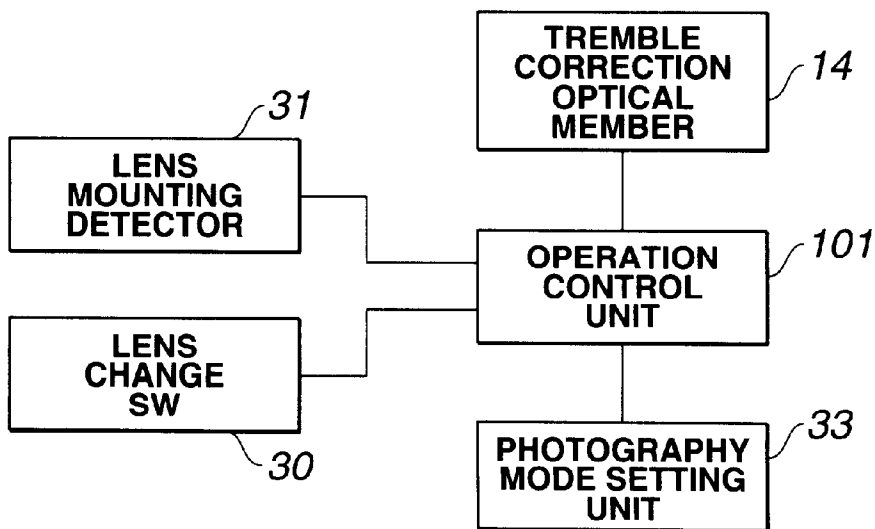 TREMBLE
CORRECTION
OPTICAL
MEMBER
14
31
LENS
MOUNTING
DETECTOR
OPERATION
CONTROL
UNIT
101
LENS
CHANGE
SW
30
PHOTOGRAPHY
MODE SETTING
UNIT
33